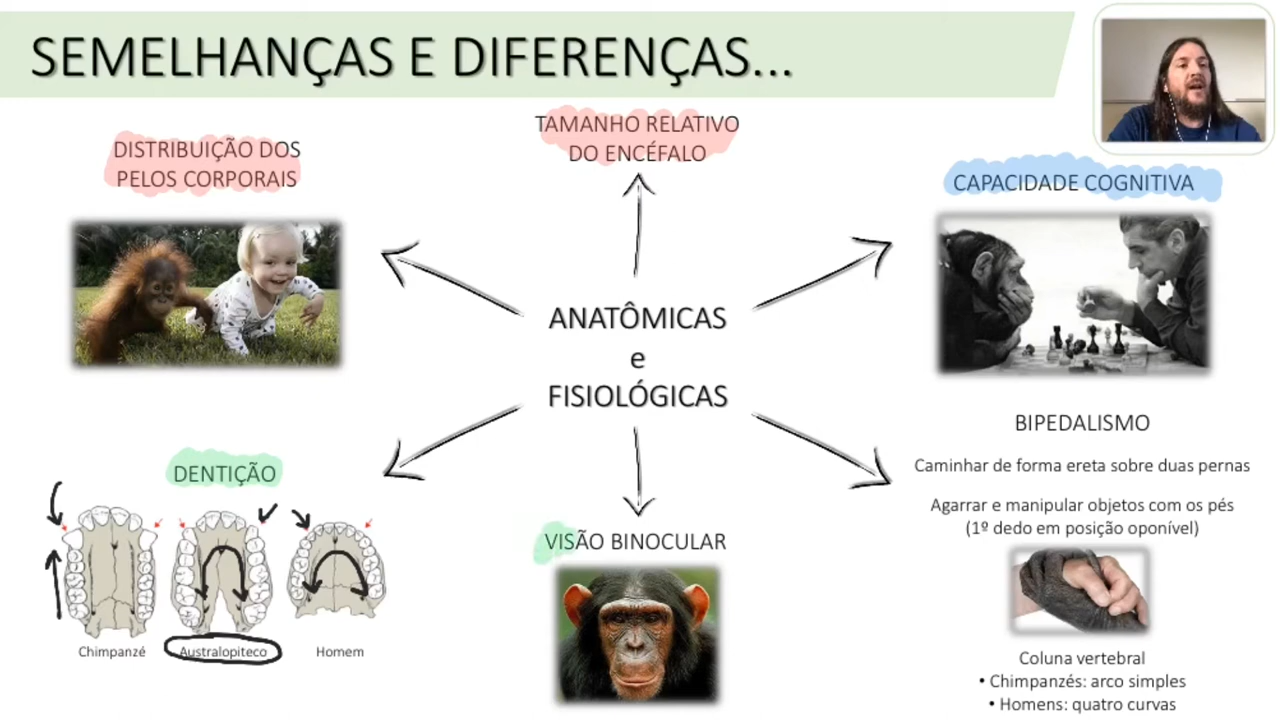 SEMELHANÇAS E DIFERENÇAS...
TAMANHO RELATIVO
DO ENCÉFALO
DISTRIBUIÇÃO DOS
PELOS CORPORAIS
CAPACIDADE COGNITIVA
ANATÔMICAS
e
FISIOLÓGICAS
DENTIÇÃO
Chimpanzé
Australopiteco
Homem
VISÃO BINOCULAR
BIPEDALISMO
Caminhar de forma ereta sobre duas pernas
Agarrar e manipular objetos com os pés
(1º dedo em posição oponível)
Coluna vertebral
• Chimpanzés: arco simples
• Homens: quatro curvas